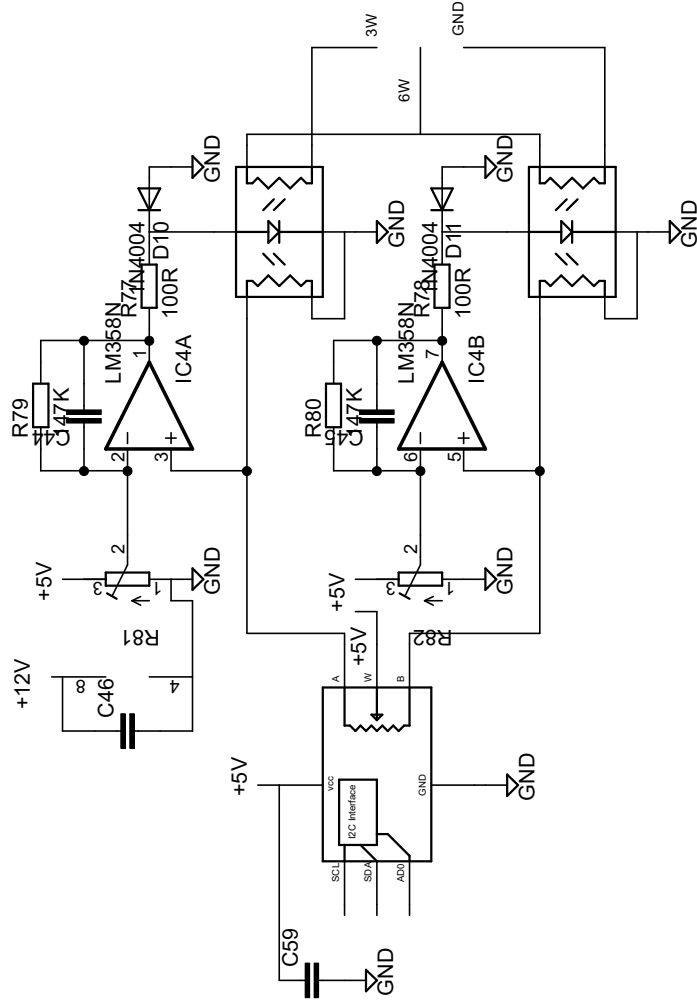 3W
6W
GND
GND
1N4004
D10
R77
100R
LM358N
1
IC4A
R79
C44
47K
2
3
−
+
GND
GND
1N4004
D11
R78
100R
LM358N
7
IC4B
R80
C45
47K
6
5
−
+
GND
+5V
3
2
1
GND
R81
+5V
+5V
3
2
1
GND
R82
+12V
8
4
C46
A
W
B
+5V
VCC
GND
I2C Interface
GND
SCL
SDA
AD0
C59
GND